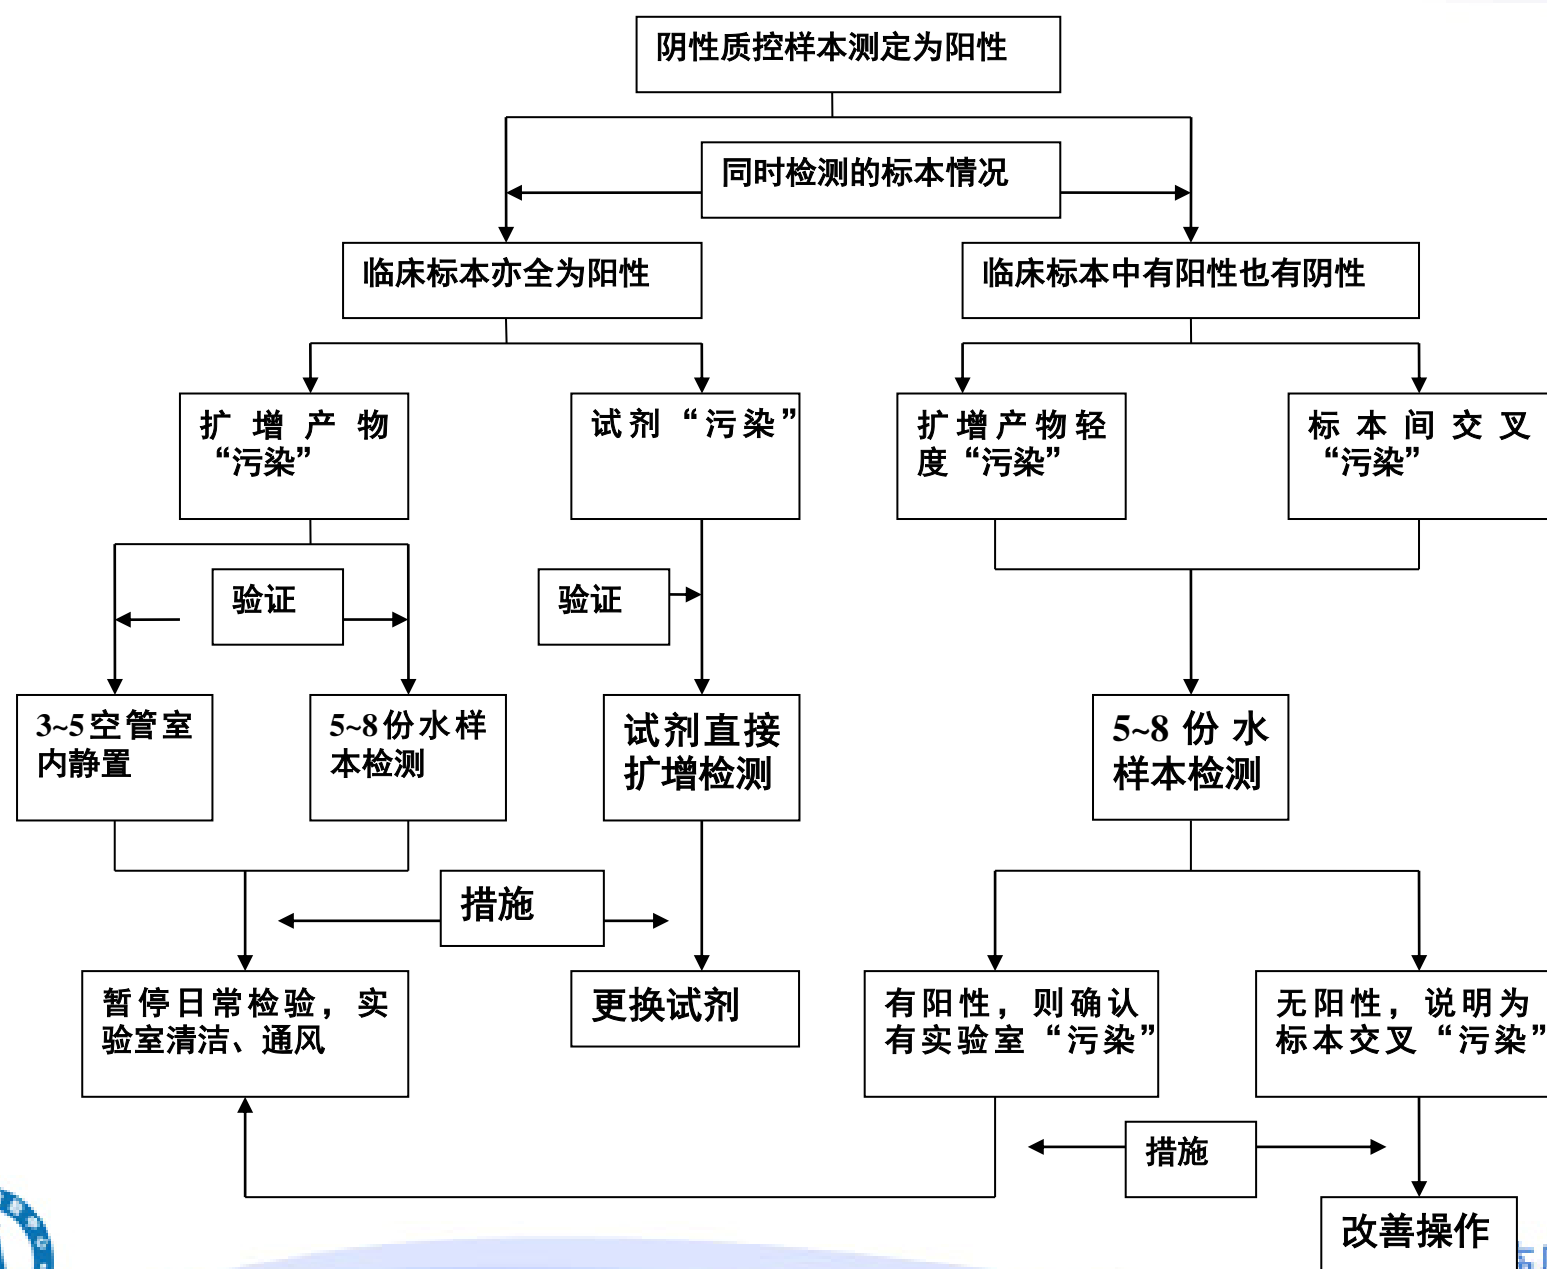 阴性质控样本测定为阳性
同时检测的标本情况
临床标本亦全为阳性
临床标本中有阳性也有阴性
扩增产物
“污染”
试剂“污染”
扩增产物轻
度“污染”
标本间交叉
“污染”
验证
验证
3~5空管室
内静置
5~8份水样
本检测
试剂直接
扩增检测
5~8份水
样本检测
措施
暂停日常检验，实
验室清洁、通风
更换试剂
有阳性，则确认
有实验室“污染”
无阳性，说明为
标本交叉“污染”
措施
改善操作